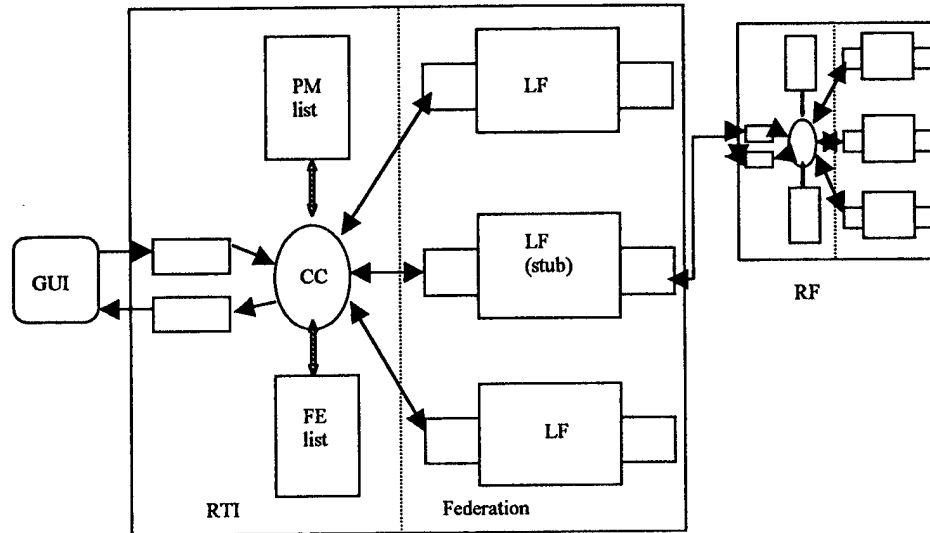 PM
list
LF
GUI
CC
LF
(stub)
RF
FE
list
LF
RTI
Federation